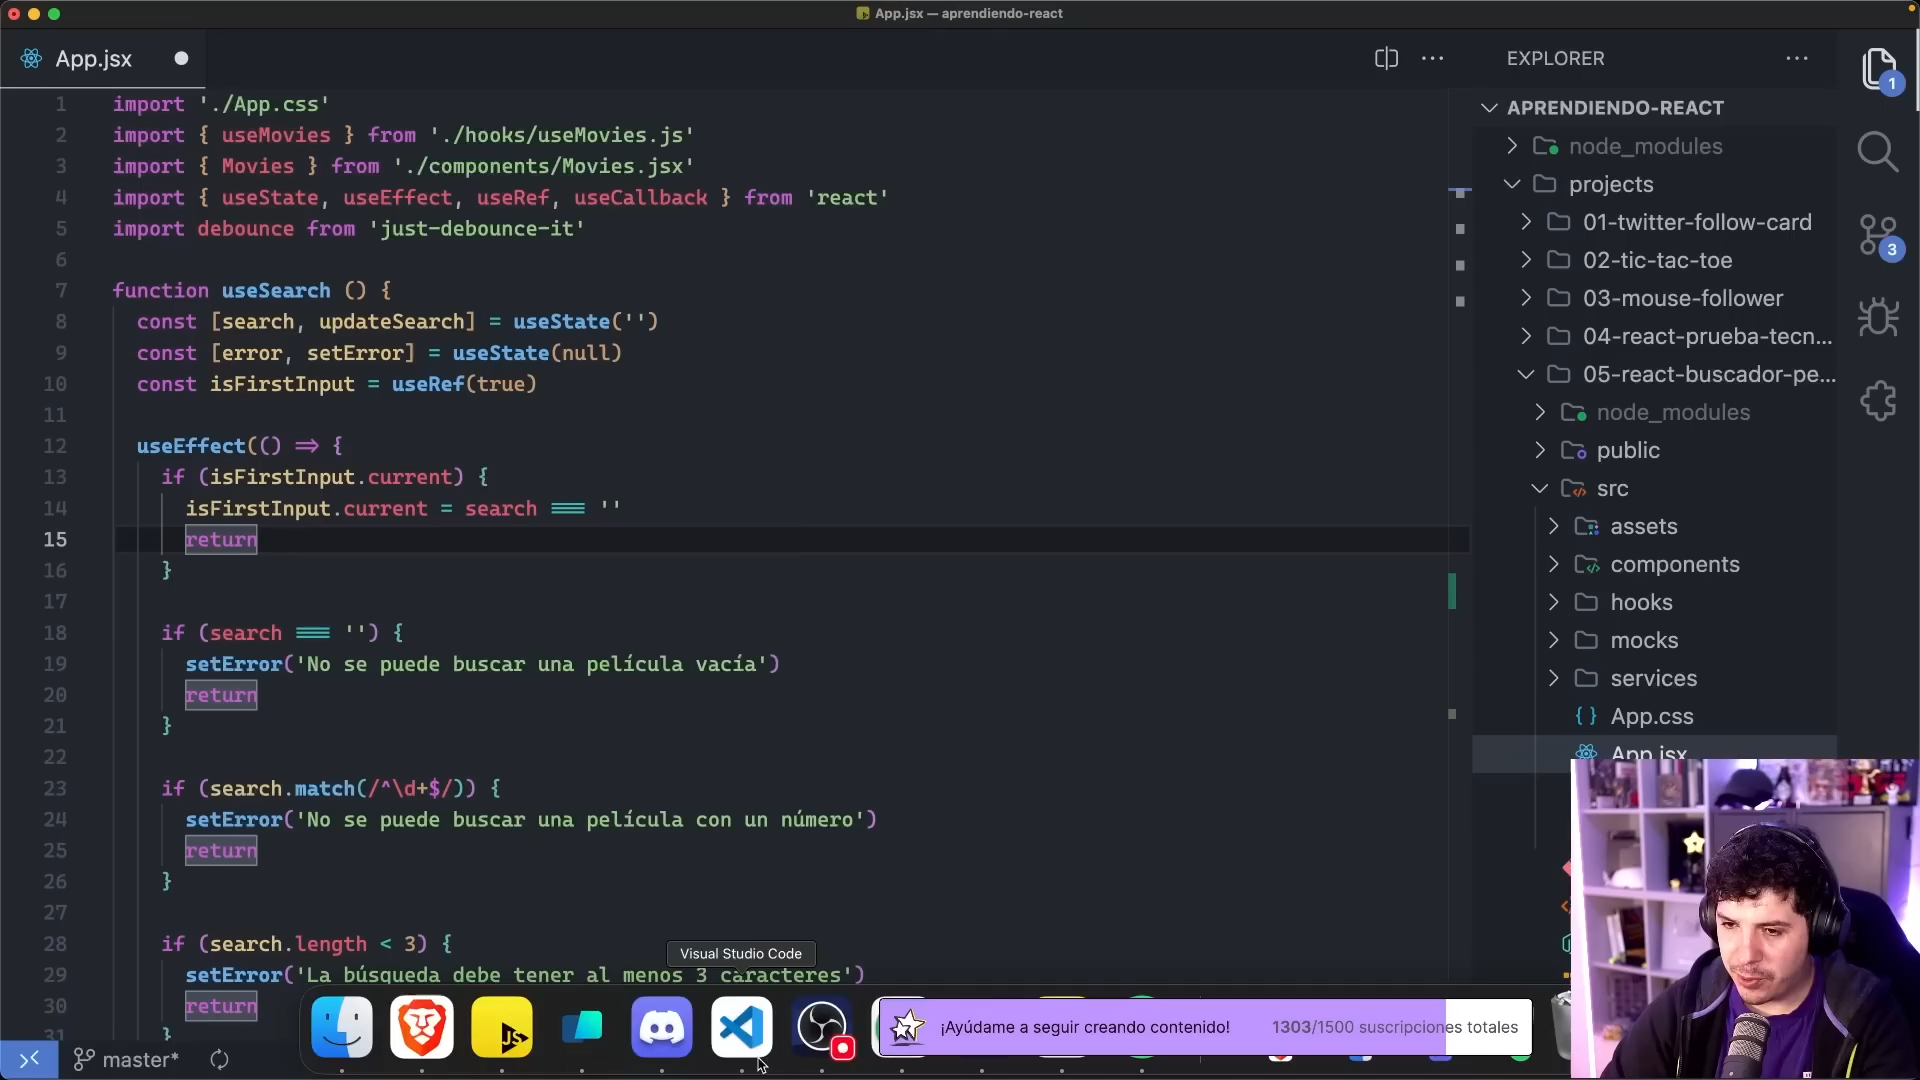 App.jsx — aprendiendo-react
App.jsx
EXPLORER
1
APRENDIENDO-REACT
node_modules
projects
01-twitter-follow-card
02-tic-tac-toe
3
03-mouse-follower
04-react-prueba-tecn...
05-react-buscador-pe...
node_modules
public
src
assets
components
hooks
mocks
services
{ } App.css
App.jsx
1 import './App.css'
2 import { useMovies } from './hooks/useMovies.js'
3 import { Movies } from './components/Movies.jsx'
4 import { useState, useEffect, useRef, useCallback } from 'react'
5 import debounce from 'just-debounce-it'
6
7 function useSearch () {
8 const [search, updateSearch] = useState('')
9 const [error, setError] = useState(null)
10 const isFirstInput = useRef(true)
11
12 useEffect(() => {
13 if (isFirstInput.current) {
14 isFirstInput.current = search === ''
15 return
16 }
17
18 if (search === '') {
19 setError('No se puede buscar una película vacía')
20 return
21 }
22
23 if (search.match(/^\d+$/)) {
24 setError('No se puede buscar una película con un número')
25 return
26 }
27
28 if (search.length < 3) {
29 setError('La búsqueda debe tener al menos 3 caracteres')
30 return
31 }
Visual Studio Code
JS
¡Ayúdame a seguir creando contenido! 1303/1500 suscripciones totales
master*